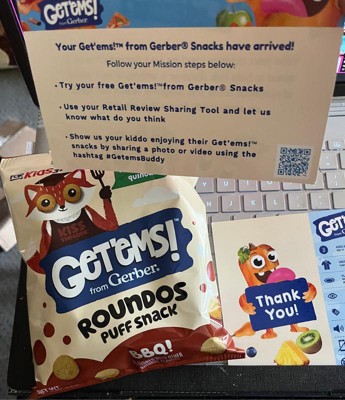 GET'EMS!
from Gerber
Your Get'ems!™ from Gerber® Snacks have arrived!
Follow your Mission steps below:
• Try your free Get'ems!™from Gerber® Snacks
• Use your Retail Review Sharing Tool and let us
know what do you think
• Show us your kiddo enjoying their Get'ems!™
snacks by sharing a photo or video using the
hashtag #GetemsBuddy
KISS
GET'EMS!
from Gerber®
ROUNDOS
PUFF SNACK
BBQ!
Thank
You!